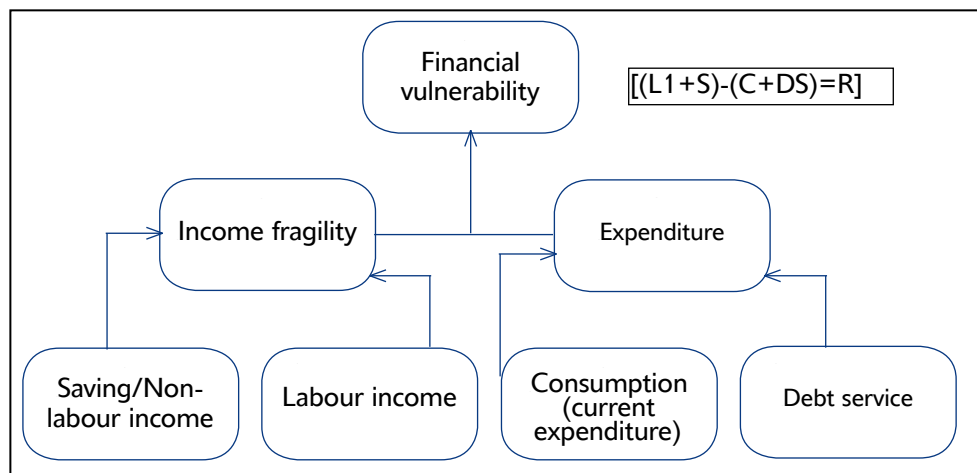 Financial
vulnerability
[(L1+S)-(C+DS)=R]
Income fragility
Expenditure
Saving/Non-
labour income
Labour income
Consumption
(current
expenditure)
Debt service